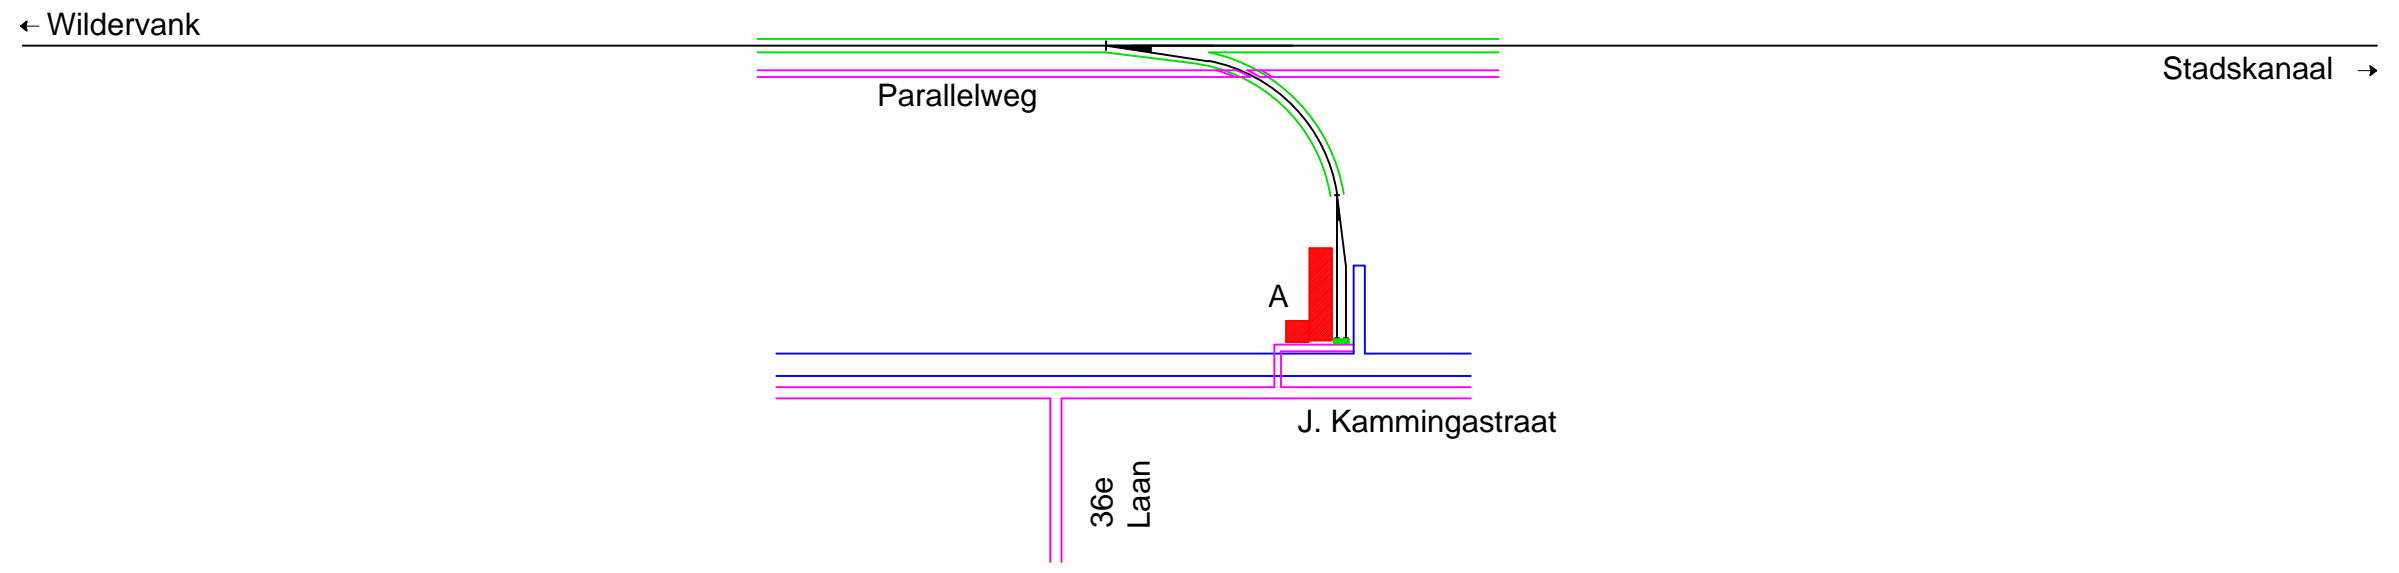 Wildervank
Stadskanaal
Parallelweg
A
J. Kammingastraat
36e
Laan